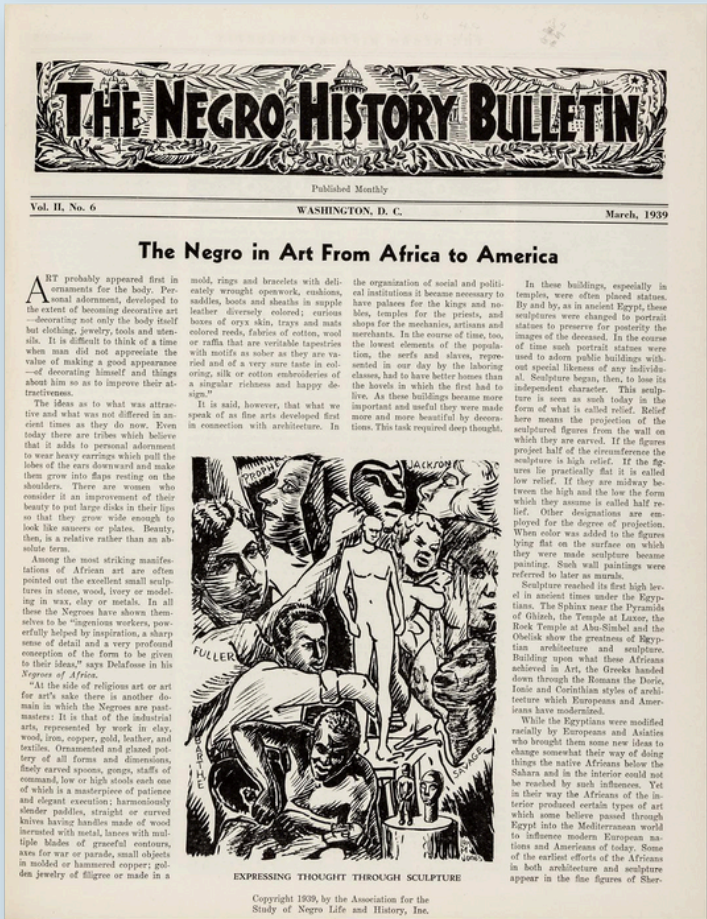 THE NEGRO HISTORY BULLETIN
Published Monthly
Vol. II, No. 6
WASHINGTON, D. C.
March, 1939
The Negro in Art From Africa to America
ART probably appeared first in
ornaments for the body. Per-
sonal adornment, developed to
the extent of becoming decorative art
—decorating not only the body itself
but clothing, jewelry, tools and uten-
sils. It is difficult to think of a time
when man did not appreciate the
value of making a good appearance
—of decorating himself and things
about him so as to improve their at-
tractiveness.
The ideas as to what was attrac-
tive and what was not differed in an-
cient times as they do now. Even
today there are tribes which believe
that it adds to personal adornment
to wear heavy earrings which pull the
lobes of the ears downward and make
them grow into flaps resting on the
shoulders. There are women who
consider it an improvement of their
beauty to put large disks in their lips
so that they grow wide enough to
look like saucers or plates. Beauty,
then, is a relative rather than an ab-
solute term.
Among the most striking manifes-
tations of African art are often
pointed out the excellent small sculp-
tures in stone, wood, ivory or model-
ing in wax, clay or metals. In all
these the Negroes have shown them-
selves to be "ingenious workers, pow-
erfully helped by inspiration, a sharp
sense of detail and a very profound
conception of the form to be given
to their ideas," says Delafosse in his
Negroes of Africa.
"At the side of religious art or art
for art's sake there is another do-
main in which the Negroes are past-
masters: It is that of the industrial
arts, represented by work in clay,
wood, iron, copper, gold, leather, and
textiles. Ornamented and glazed pot-
tery of all forms and dimensions,
finely carved spoons, gongs, staffs of
command, low or high stools each one
of which is a masterpiece of patience
and elegant execution; harmoniously
slender paddles, straight or curved
knives having handles made of wood
incrusted with metal, lances with mul-
tiple blades of graceful contours,
axes for war or parade, small objects
in molded or hammered copper; gol-
den jewelry of filigree or made in a
mold, rings and bracelets with deli-
cately wrought openwork, cushions,
saddles, boots and sheaths in supple
leather diversely colored; curious
boxes of oryx skin, trays and mats
colored reeds, fabrics of cotton, wool
or raffia that are veritable tapestries
with motifs as sober as they are va-
ried and of a very sure taste in col-
oring, silk or cotton embroideries of
a singular richness and happy de-
sign."
It is said, however, that what we
speak of as fine arts developed first
in connection with architecture. In
the organization of social and politi-
cal institutions it became necessary to
have palaces for the kings and no-
bles, temples for the priests, and
shops for the mechanics, artisans and
merchants. In the course of time, too,
the lowest elements of the popula-
tion, the serfs and slaves, repre-
sented in our day by the laboring
classes, had to have better homes than
the hovels in which the first had to
live. As these buildings became more
important and useful they were made
more and more beautiful by decora-
tions. This task required deep thought.
In these buildings, especially in
temples, were often placed statues.
By and by, as in ancient Egypt, these
sculptures were changed to portrait
statues to preserve for posterity the
images of the deceased. In the course
of time such portrait statues were
used to adorn public buildings with-
out special likeness of any individu-
al. Sculpture began, then, to lose its
independent character. This sculp-
ture is seen as such today in the
form of what is called relief. Relief
here means the projection of the
sculptured figures from the wall on
which they are carved. If the figures
project half of the circumference the
sculpture is high relief. If the fig-
ures lie practically flat it is called
low relief. If they are midway be-
tween the high and the low the form
which they assume is called half re-
lief. Other designations are em-
ployed for the degree of projection.
When color was added to the figures
lying flat on the surface on which
they were made sculpture became
painting. Such wall paintings were
referred to later as murals.
Sculpture reached its first high lev-
el in ancient times under the Egyp-
tians. The Sphinx near the Pyramids
of Ghizeh, the Temple at Luxor, the
Rock Temple at Abu-Simbel and the
Obelisk show the greatness of Egyp-
tian architecture and sculpture.
Building upon what these Africans
achieved in Art, the Greeks handed
down through the Romans the Doric,
Ionic and Corinthian styles of archi-
tecture which Europeans and Amer-
icans have modernized.
While the Egyptians were modified
racially by Europeans and Asiatics
who brought them some new ideas to
change somewhat their way of doing
things the native Africans below the
Sahara and in the interior could not
be reached by such influences. Yet
in their way the Africans of the in-
terior produced certain types of art
which some believe passed through
Egypt into the Mediterranean world
to influence modern European na-
tions and Americans of today. Some
of the earliest efforts of the Africans
in both architecture and sculpture
appear in the fine figures of Sher-
PROPHET
JACKSON
FULLER
BARTHE
SAVAGE
JONES
EXPRESSING THOUGHT THROUGH SCULPTURE
Copyright 1939, by the Association for the
Study of Negro Life and History, Inc.